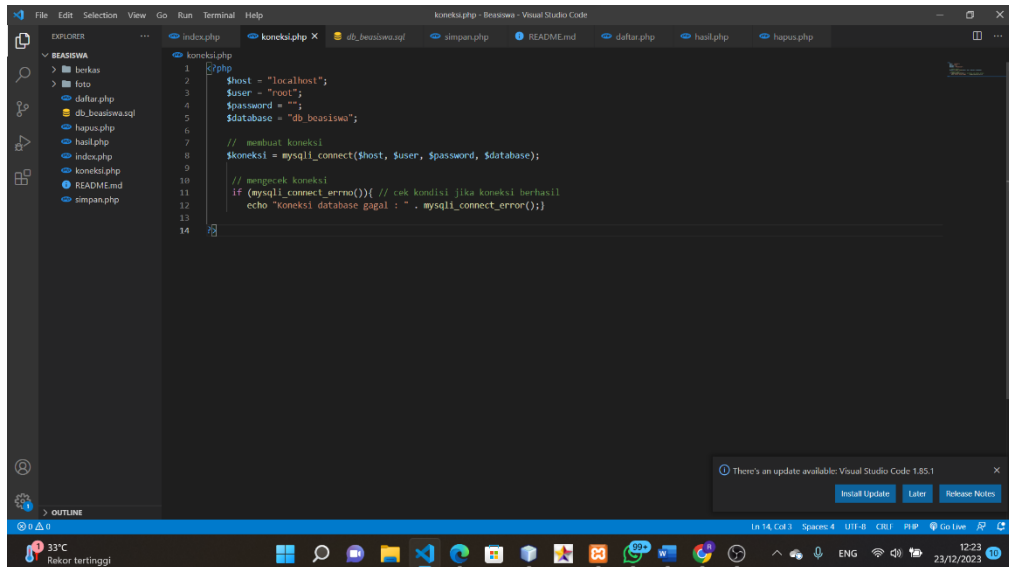 File Edit Selection View Go Run Terminal Help koneksi.php - Beasiswa - Visual Studio Code
EXPLORER ...
index.php koneksi.php db_beasiswa.sql simpan.php README.md daftar.php hasil.php hapus.php
BEASISWA
berkas
foto
daftar.php
db_beasiswa.sql
hapus.php
hasil.php
index.php
koneksi.php
README.md
simpan.php
OUTLINE
koneksi.php
1 <?php
2 $host = "localhost";
3 $user = "root";
4 $password = "";
5 $database = "db_beasiswa";
6
7 // membuat koneksi
8 $koneksi = mysqli_connect($host, $user, $password, $database);
9
10 // mengecek koneksi
11 if (mysqli_connect_errno()){ // cek kondisi jika koneksi berhasil
12 echo "Koneksi database gagal : " . mysqli_connect_error();}
13
14 ?>
There's an update available: Visual Studio Code 1.85.1
Install Update Later Release Notes
0 0 Ln 14, Col 3 Spaces: 4 UTF-8 CRLF PHP Go Live
33°C
Rekor tertinggi
1
99+
ENG
12:23
23/12/2023
10